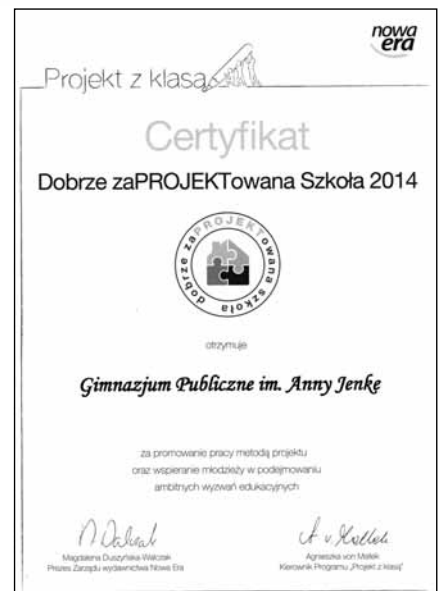 nowa
era
Projekt z klasą
Certyfikat
Dobrze zaPROJEKTowana Szkoła 2014
dobrze zaPROJEKTowana szkoła
otrzymuje
Gimnazjum Publiczne im. Anny Jenke
za promowanie pracy metodą projektu
oraz wspieranie młodzieży w podejmowaniu
ambitnych wyzwań edukacyjnych
Magdalena Duszyńska-Walczak
Agnieszka von Mallek
Prezes Zarządu wydawnictwa Nowa Era
Kierownik Programu „Projekt z klasą"